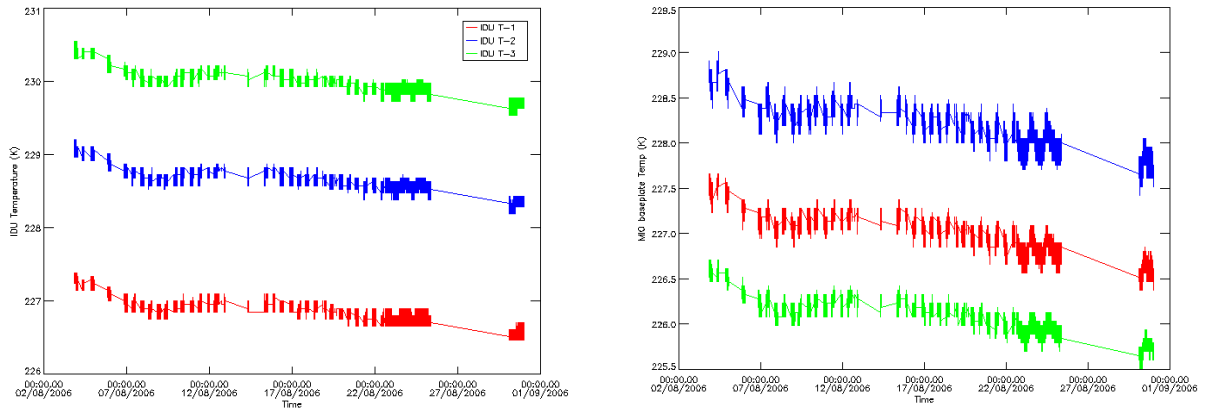 231
230
229
228
227
226
IDU Temperature (K)
IDU T-1
IDU T-2
IDU T-3
00:00.00 00:00.00 00:00.00 00:00.00 00:00.00 00:00.00 00:00.00
02/08/2006 07/08/2006 12/08/2006 17/08/2006 22/08/2006 27/08/2006 01/09/2006
Time
229.5
229.0
228.5
228.0
227.5
227.0
226.5
226.0
225.5
MIO baseplate Temp (K)
00:00.00 00:00.00 00:00.00 00:00.00 00:00.00 00:00.00 00:00.00
02/08/2006 07/08/2006 12/08/2006 17/08/2006 22/08/2006 27/08/2006 01/09/2006
Time